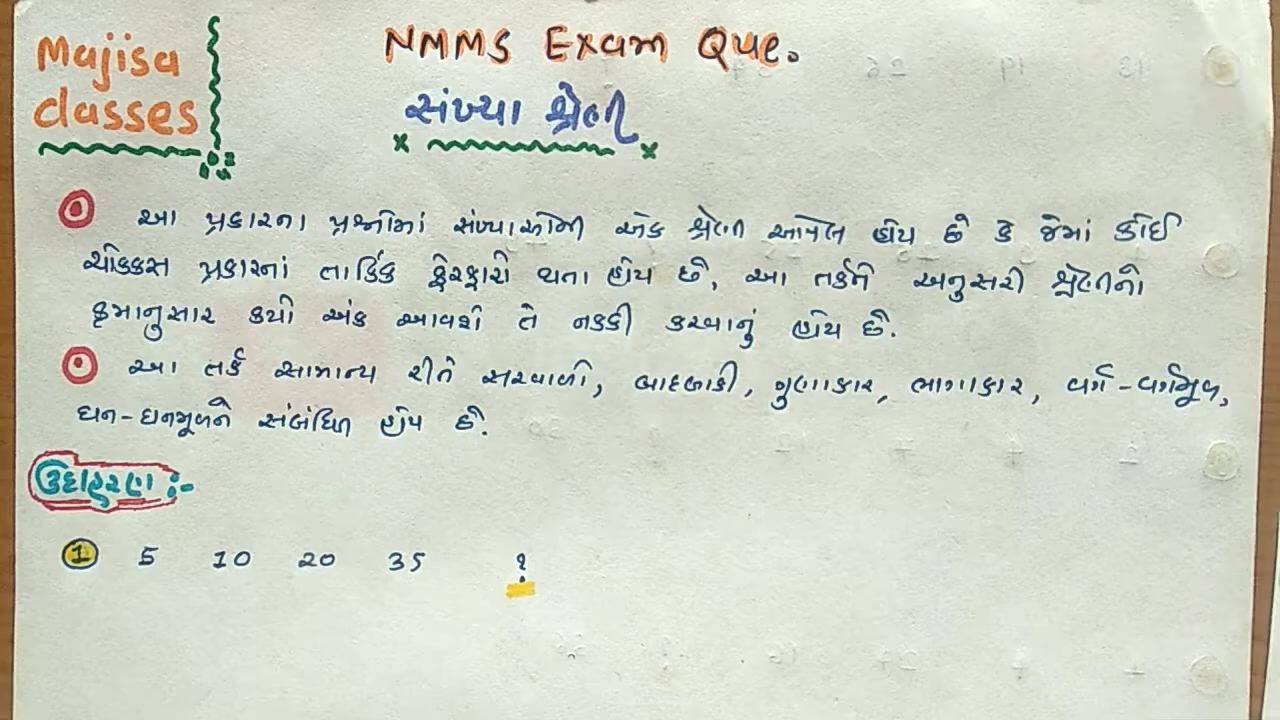 Majisa
classes
NMMS Exam Que.
સંખ્યા શ્રેણી
આ પ્રકારના પ્રશ્નોમાં સંખ્યાઓની એક શ્રેણી આપેલ હોય છે કે જેમાં કોઈ
ચોક્કસ પ્રકારનાં તાર્કિક ફેરફારો થતા હોય છે, આ તર્કને અનુસરી શ્રેણીનો
ક્રમાનુસાર કયો અંક આવશે તે નક્કી કરવાનું હોય છે.
આ તર્ક સામાન્ય રીતે સરવાળા, બાદબાકી, ગુણાકાર, ભાગાકાર, વર્ગ-વર્ગમૂળ,
ઘન-ઘનમૂળને સંબંધિત હોય છે.
ઉદાહરણ :-
1 5 10 20 35 ?